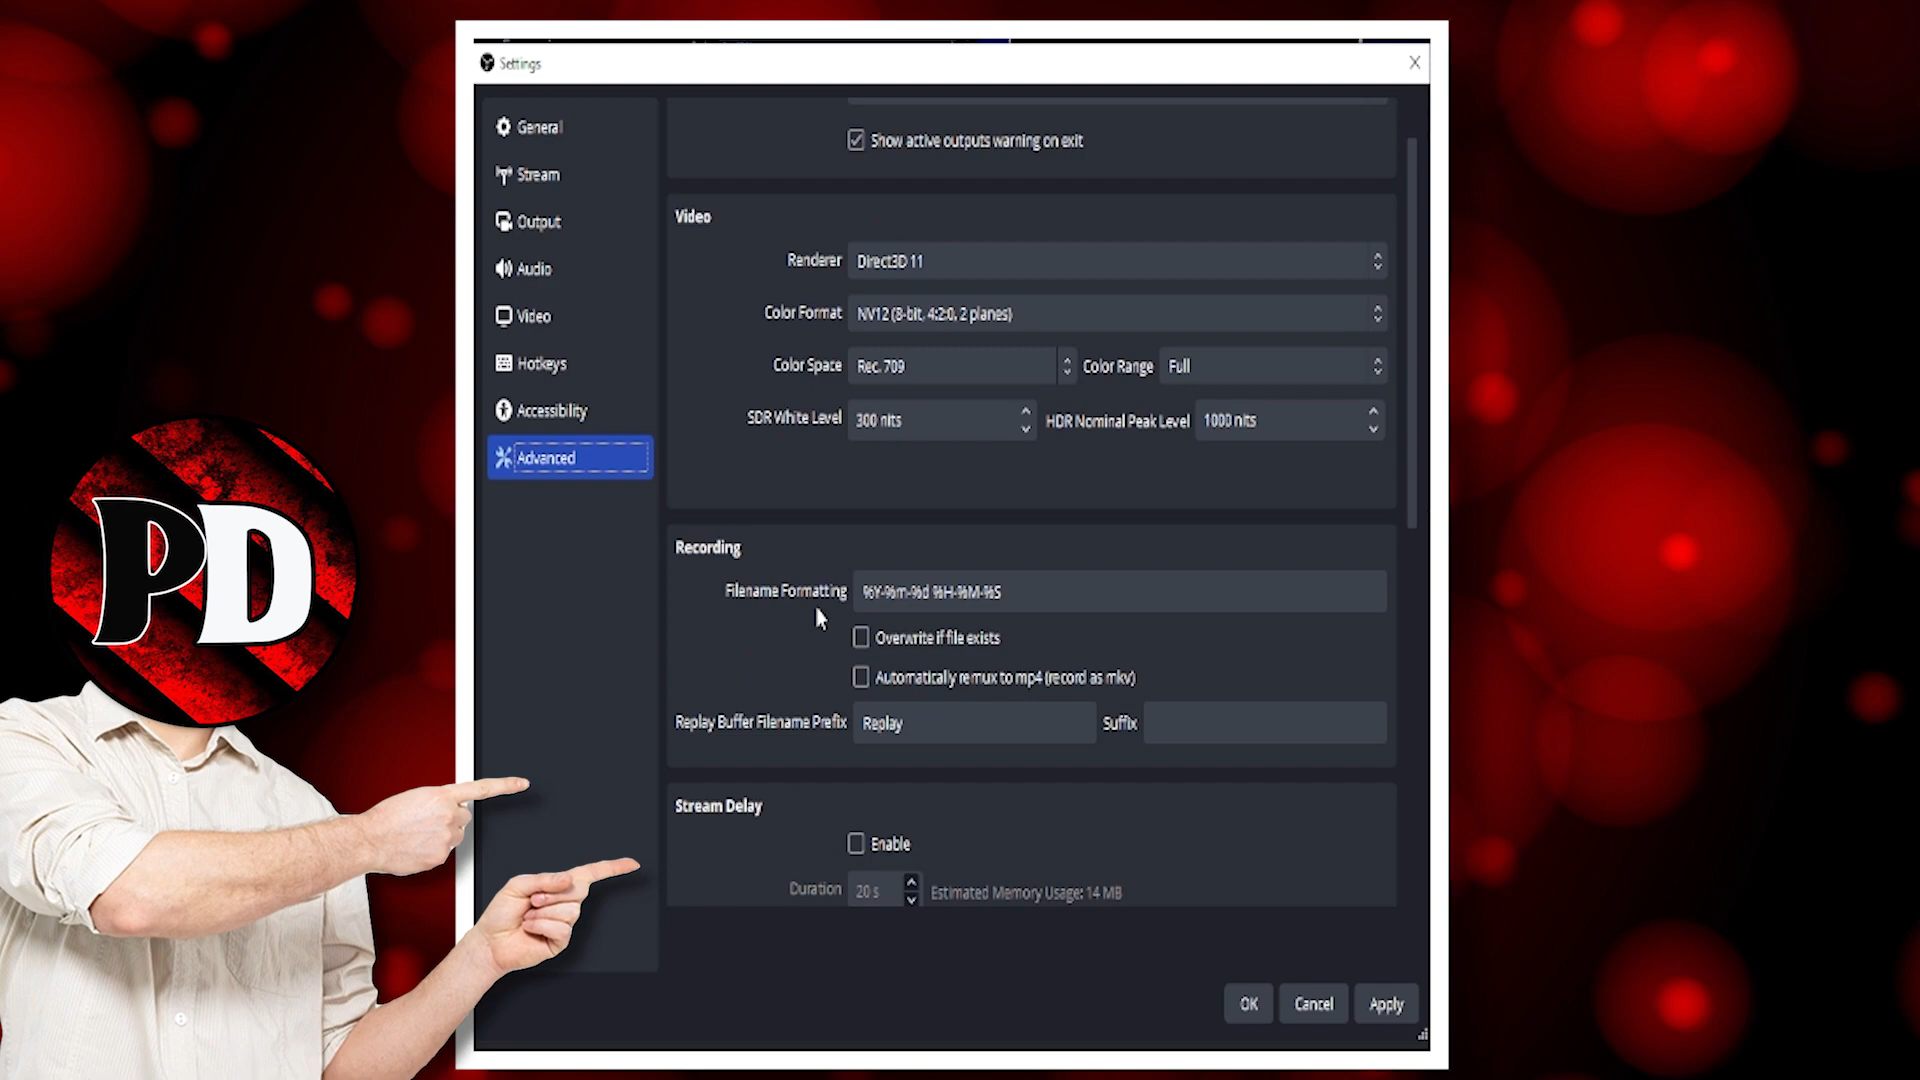 Settings
General
Stream
Output
Audio
Video
Hotkeys
Accessibility
Advanced
Show active outputs warning on exit
Video
Renderer Direct3D 11
Color Format NV12 (8-bit, 4:2:0, 2 planes)
Color Space Rec. 709 Color Range Full
SDR White Level 300 nits HDR Nominal Peak Level 1000 nits
Recording
Filename Formatting %Y-%m-%d %H-%M-%S
Overwrite if file exists
Automatically remux to mp4 (record as mkv)
Replay Buffer Filename Prefix Replay Suffix
Stream Delay
Enable
Duration 20 s Estimated Memory Usage: 14 MB
OK Cancel Apply
PD